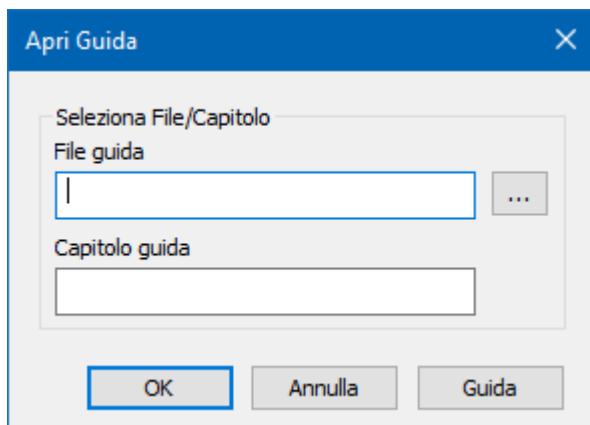 Apri Guida
Seleziona File/Capitolo
File guida
...
Capitolo guida
OK Annulla Guida